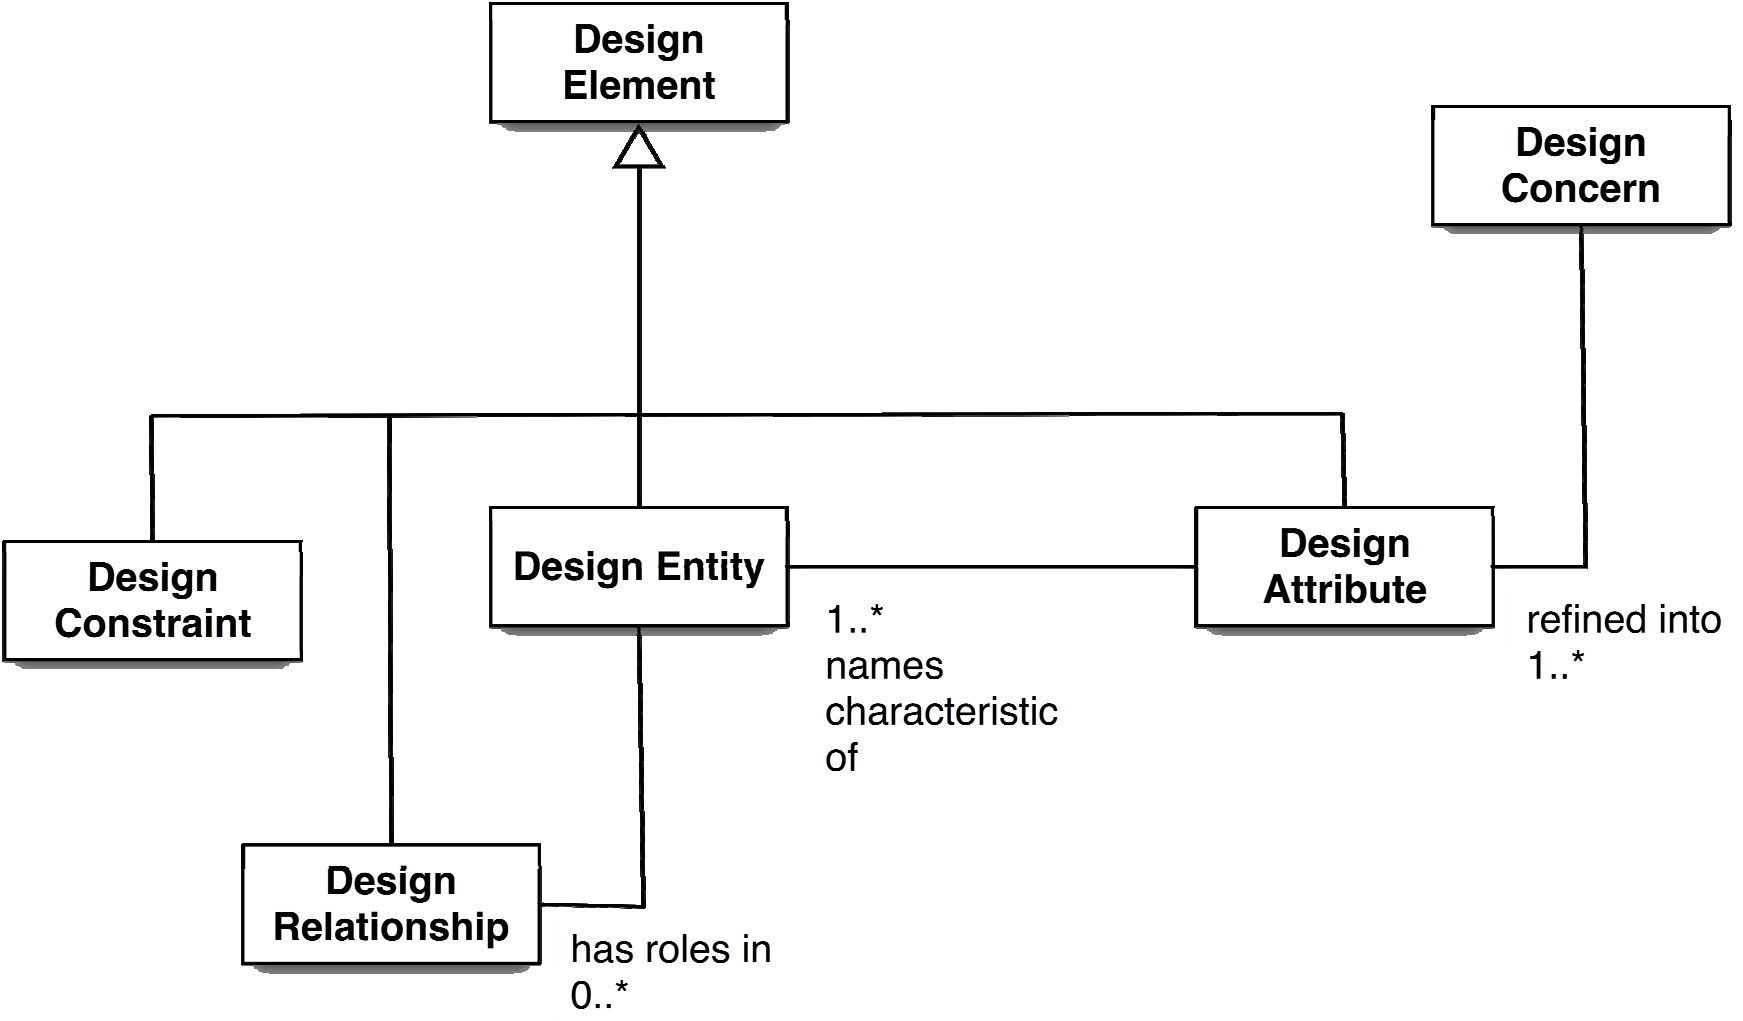 Design
Element
Design
Concern
Design
Constraint
Design Entity
Design
Attribute
1..*
names
characteristic
of
refined into
1..*
Design
Relationship
has roles in
0..*